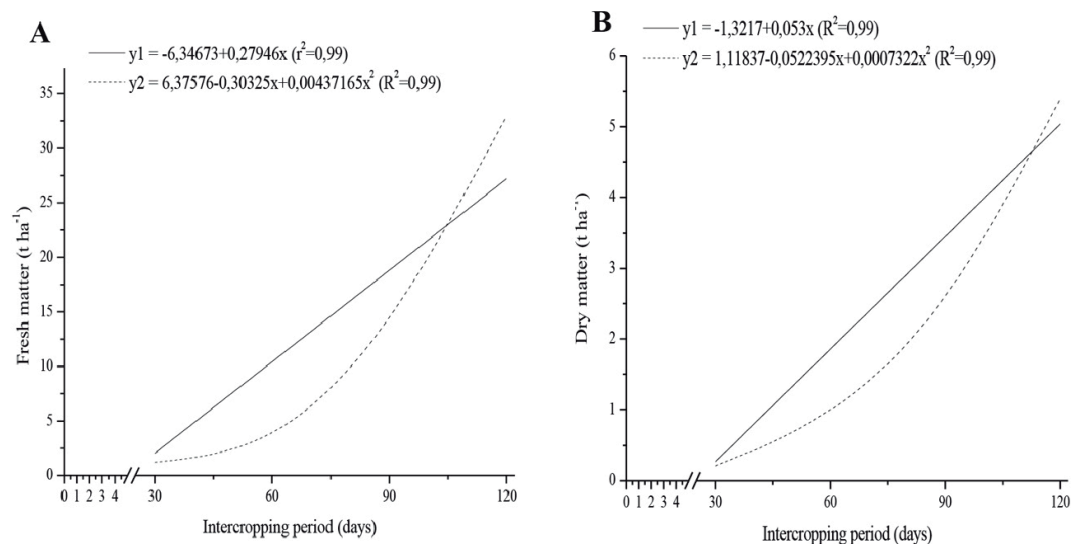 A
y1 = -6,34673+0,27946x (r²=0,99)
y2 = 6,37576-0,30325x+0,00437165x² (R²=0,99)
Fresh matter (t ha⁻¹)
35
30
25
20
15
10
5
0
0 1 2 3 4 30 60 90 120
Intercropping period (days)
B
y1 = -1,3217+0,053x (R²=0,99)
y2 = 1,11837-0,0522395x+0,0007322x² (R²=0,99)
Dry matter (t ha⁻¹)
6
5
4
3
2
1
0
0 1 2 3 4 30 60 90 120
Intercropping period (days)